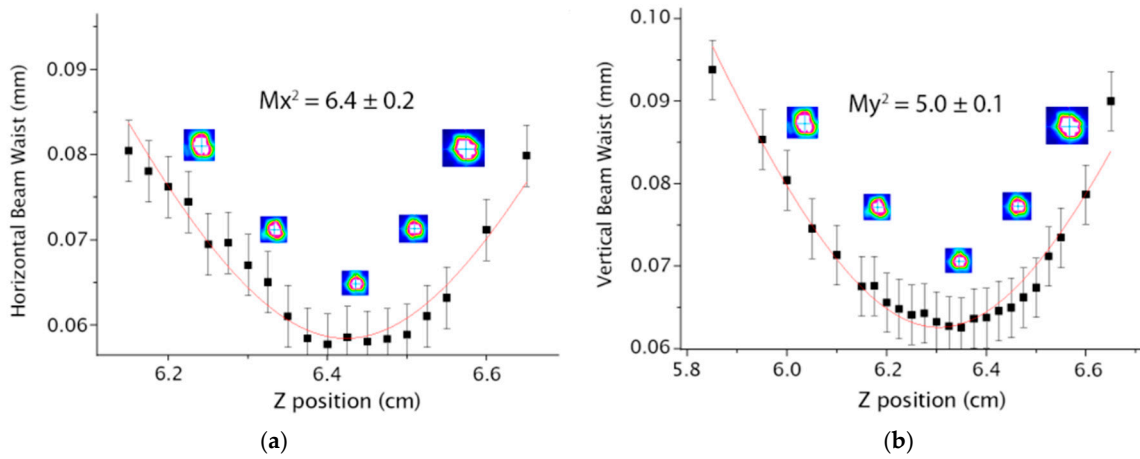 Horizontal Beam Waist (mm)
0.09
0.08
0.07
0.06
Mx² = 6.4 ± 0.2
6.2
6.4
6.6
Z position (cm)
(a)
Vertical Beam Waist (mm)
0.10
0.09
0.08
0.07
0.06
My² = 5.0 ± 0.1
5.8
6.0
6.2
6.4
6.6
Z position (cm)
(b)